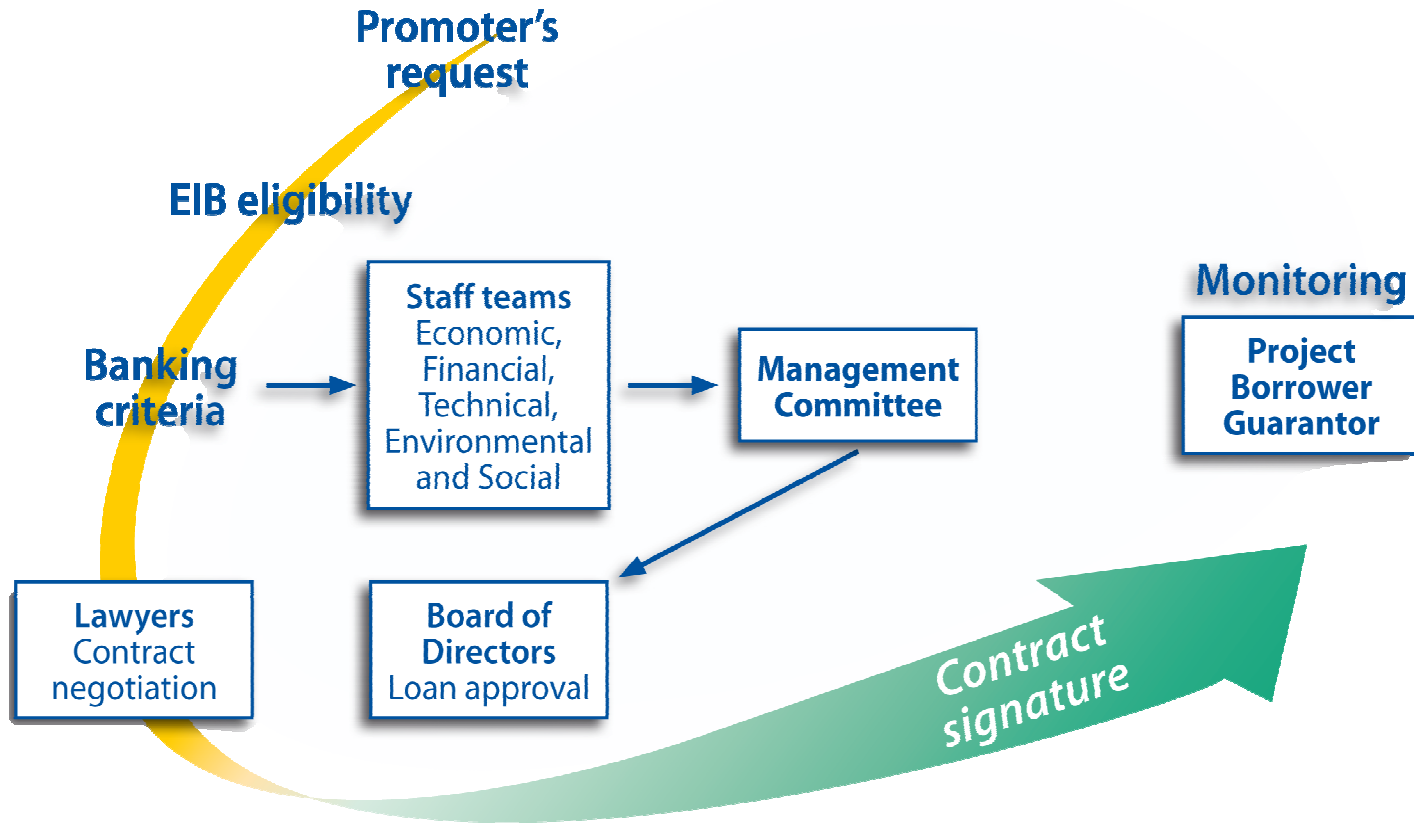 Promoter's
request
EIB eligibility
Banking
criteria
Staff teams
Economic,
Financial,
Technical,
Environmental
and Social
Management
Committee
Monitoring
Project
Borrower
Guarantor
Lawyers
Contract
negotiation
Board of
Directors
Loan approval
Contract
signature